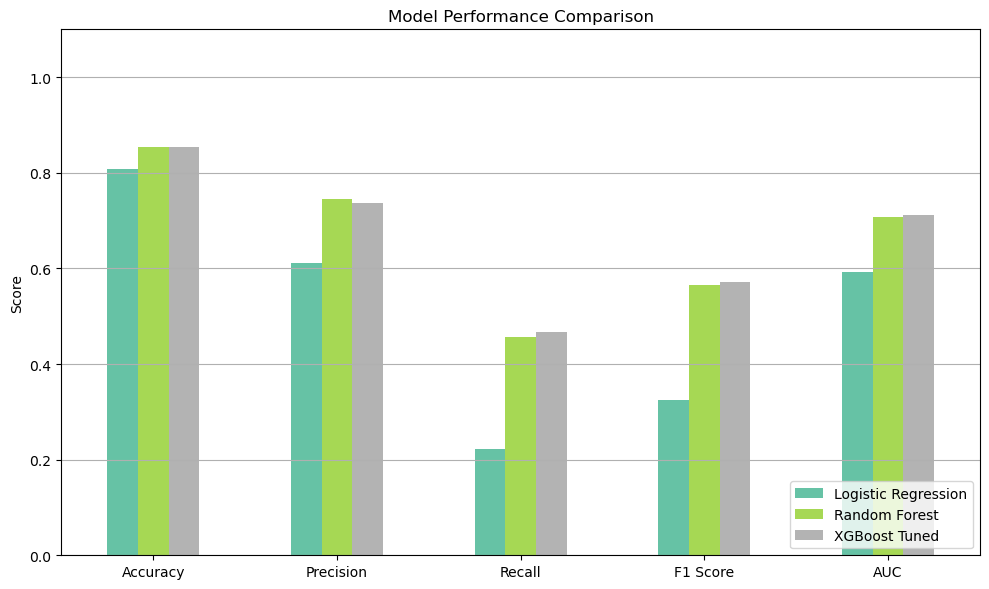 Model Performance Comparison
Score
1.0
0.8
0.6
0.4
0.2
0.0
Accuracy
Precision
Recall
F1 Score
AUC
Logistic Regression
Random Forest
XGBoost Tuned